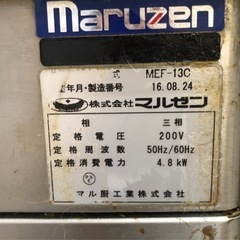 maruzen
式 MEF-13C
年月・製造番号 16.08.24
株式会社マルゼン
相 三相
定格電圧 200V
定格周波数 50Hz/60Hz
定格消費電力 4.8kW
マル厨工業株式会社